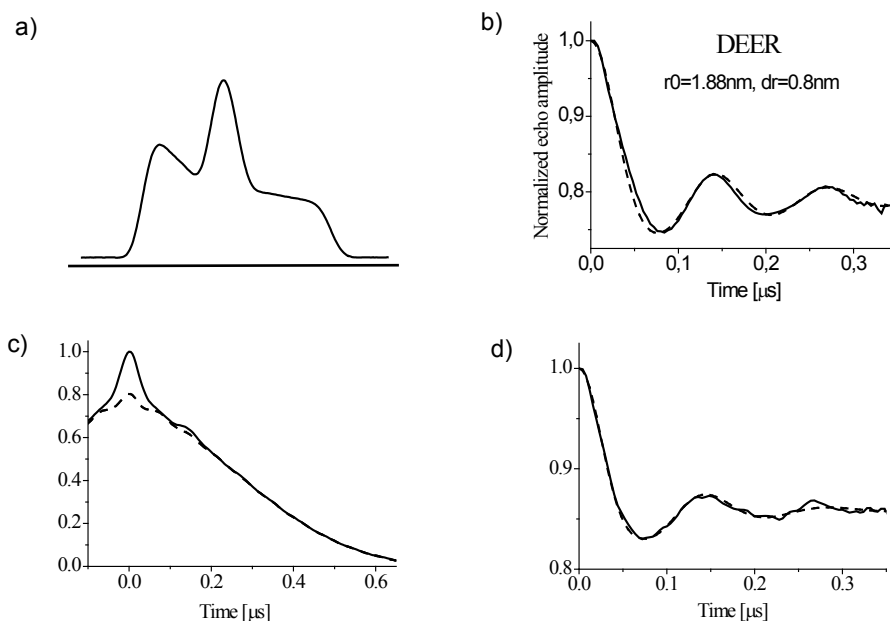 a)
b)
DEER
r0=1.88nm, dr=0.8nm
Normalized echo amplitude
1,0
0,9
0,8
0,0 0,1 0,2 0,3
Time [μs]
c)
1.0
0.8
0.6
0.4
0.2
0.0
0.0 0.2 0.4 0.6
Time [μs]
d)
1.0
0.9
0.8
0.0 0.1 0.2 0.3
Time [μs]